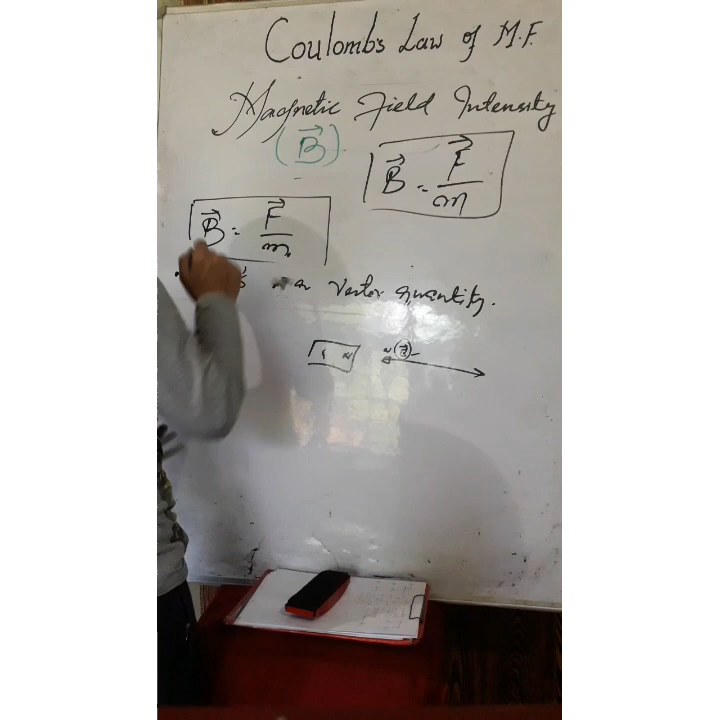 Coulombs Law of M.F.
Magnetic Field Intensity
(B⃗)
B⃗ = F⃗/m
B⃗ = F⃗/m
a vector quantity.
N
N (B⃗)